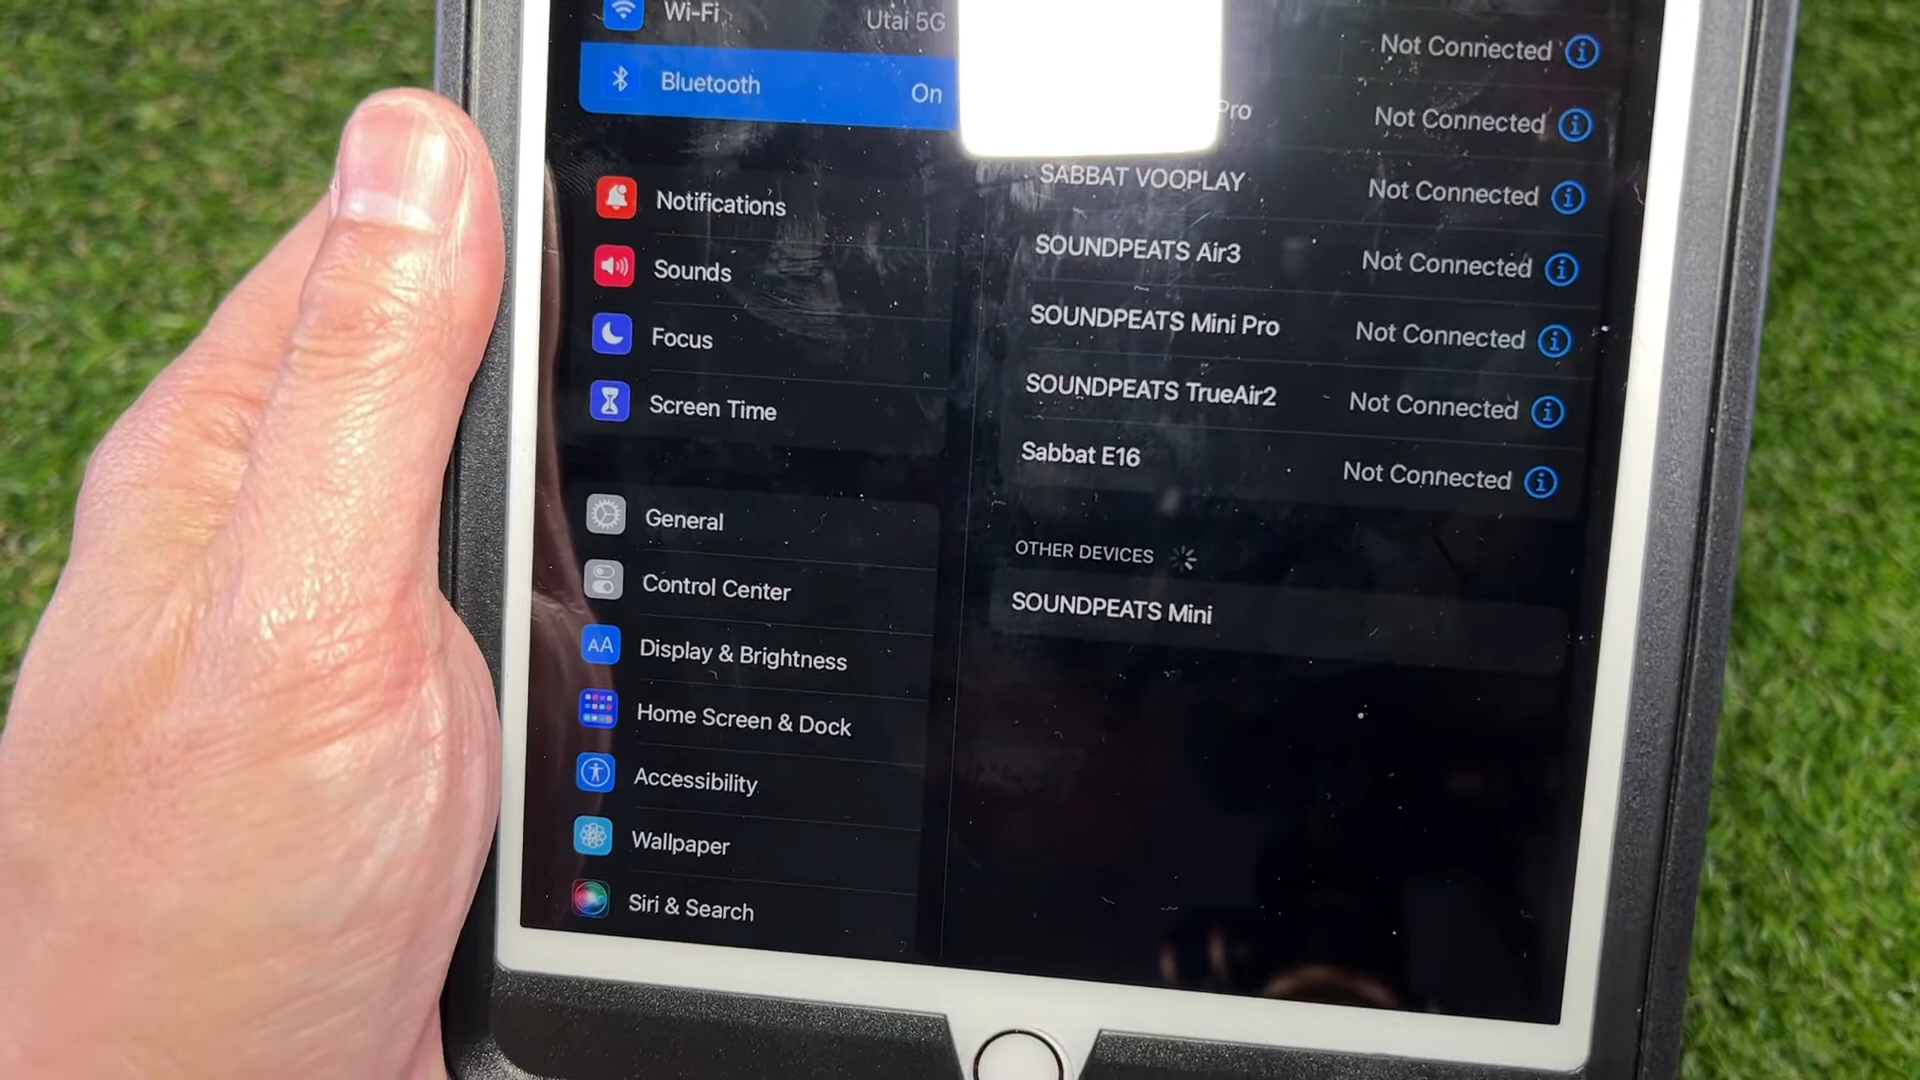 Wi-Fi
Utai 5G
Bluetooth
On
Notifications
Sounds
Focus
Screen Time
General
Control Center
AA
Display & Brightness
Home Screen & Dock
Accessibility
Wallpaper
Siri & Search
Not Connected
Pro
Not Connected
SABBAT VOOPLAY
Not Connected
SOUNDPEATS Air3
Not Connected
SOUNDPEATS Mini Pro
Not Connected
SOUNDPEATS TrueAir2
Not Connected
Sabbat E16
Not Connected
OTHER DEVICES
SOUNDPEATS Mini